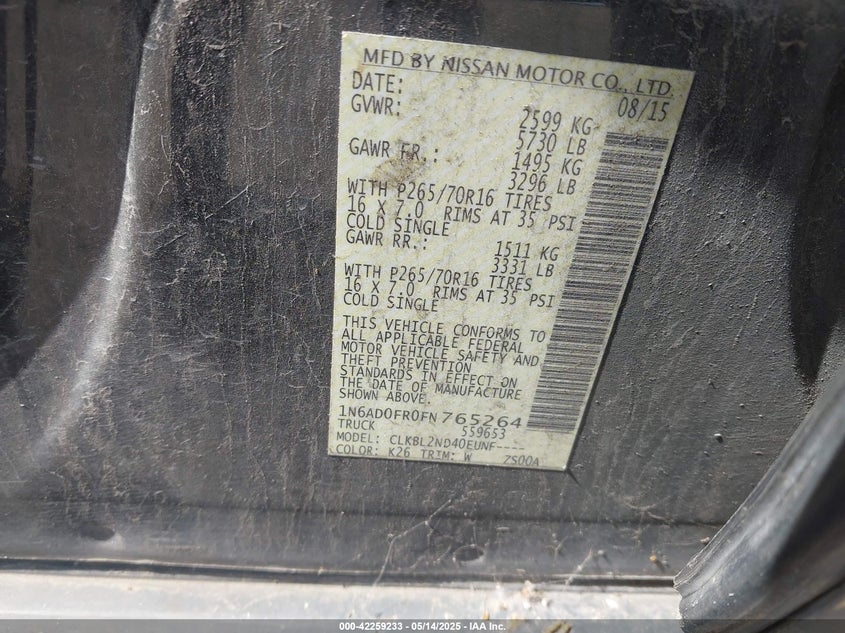 MFD BY NISSAN MOTOR CO., LTD.
DATE: 08/15
GVWR: 2599 KG
5730 LB
GAWR FR.: 1495 KG
3296 LB
WITH P265/70R16 TIRES
16 X 7.0 RIMS AT 35 PSI
COLD SINGLE
GAWR RR.: 1511 KG
3331 LB
WITH P265/70R16 TIRES
16 X 7.0 RIMS AT 35 PSI
COLD SINGLE
THIS VEHICLE CONFORMS TO
ALL APPLICABLE FEDERAL
MOTOR VEHICLE SAFETY AND
THEFT PREVENTION
STANDARDS IN EFFECT ON
THE DATE OF MANUFACTURE
SHOWN ABOVE.
1N6AD0FR0FN765264
TRUCK 559653
MODEL: CLKBL2ND40EUNF----
COLOR: K26 TRIM: W ZS00A
000-42259233 - 05/14/2025 - IAA Inc.